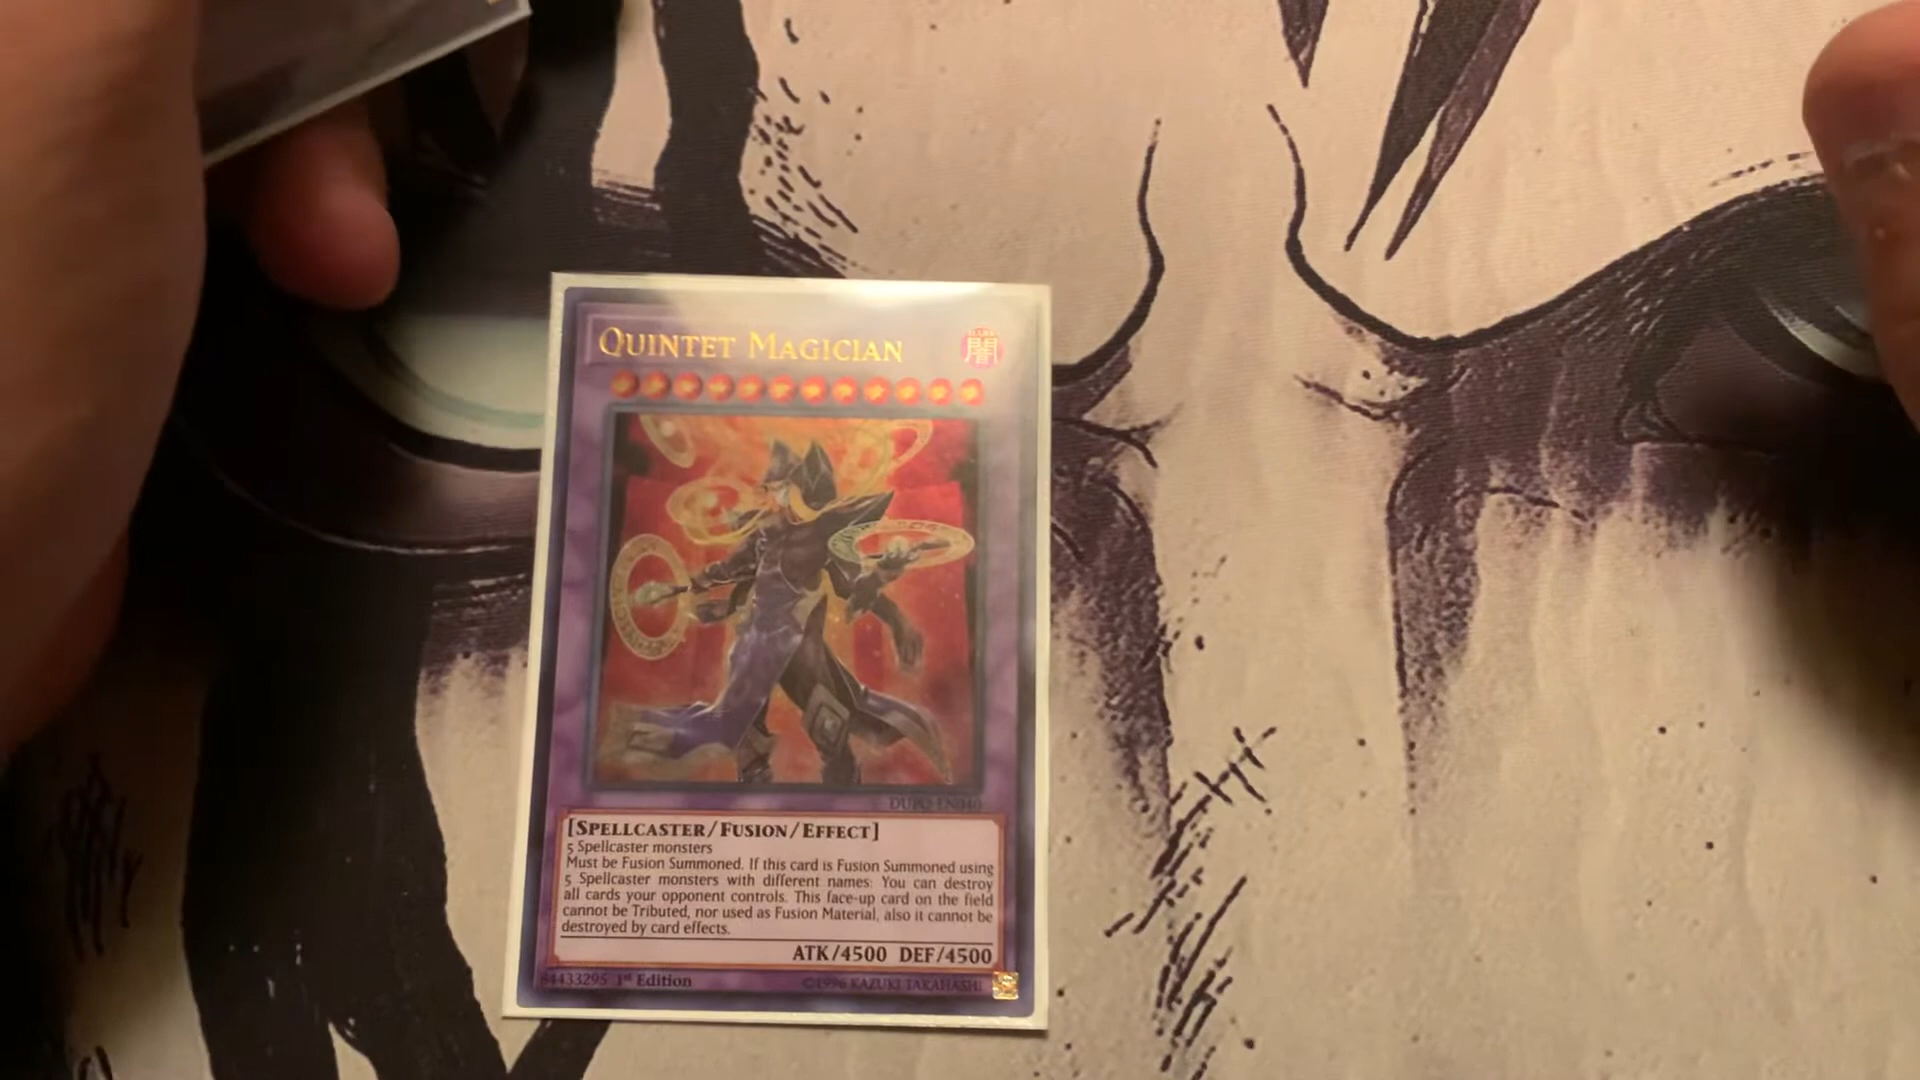 QUINTET MAGICIAN
闇
DUPO-EN040
[SPELLCASTER/FUSION/EFFECT]
5 Spellcaster monsters
Must be Fusion Summoned. If this card is Fusion Summoned using
5 Spellcaster monsters with different names: You can destroy
all cards your opponent controls. This face-up card on the field
cannot be Tributed, nor used as Fusion Material, also it cannot be
destroyed by card effects.
ATK/4500 DEF/4500
84433295 1st Edition ©1996 KAZUKI TAKAHASHI